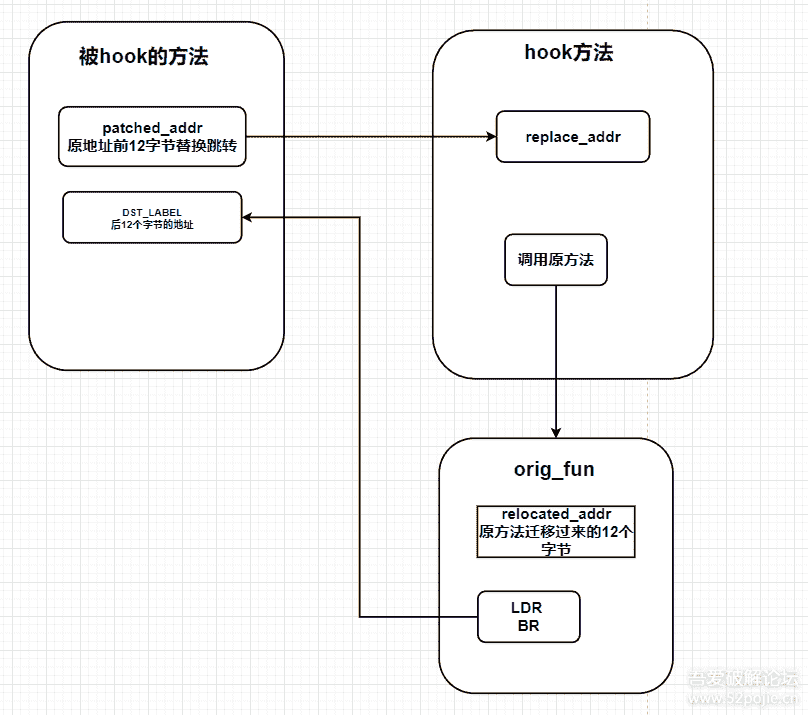 被hook的方法
patched_addr
原地址前12字节替换跳转
DST_LABEL
后12个字节的地址
hook方法
replace_addr
调用原方法
orig_fun
relocated_addr
原方法迁移过来的12个
字节
LDR
BR
吾爱破解论坛
www.52pojie.cn